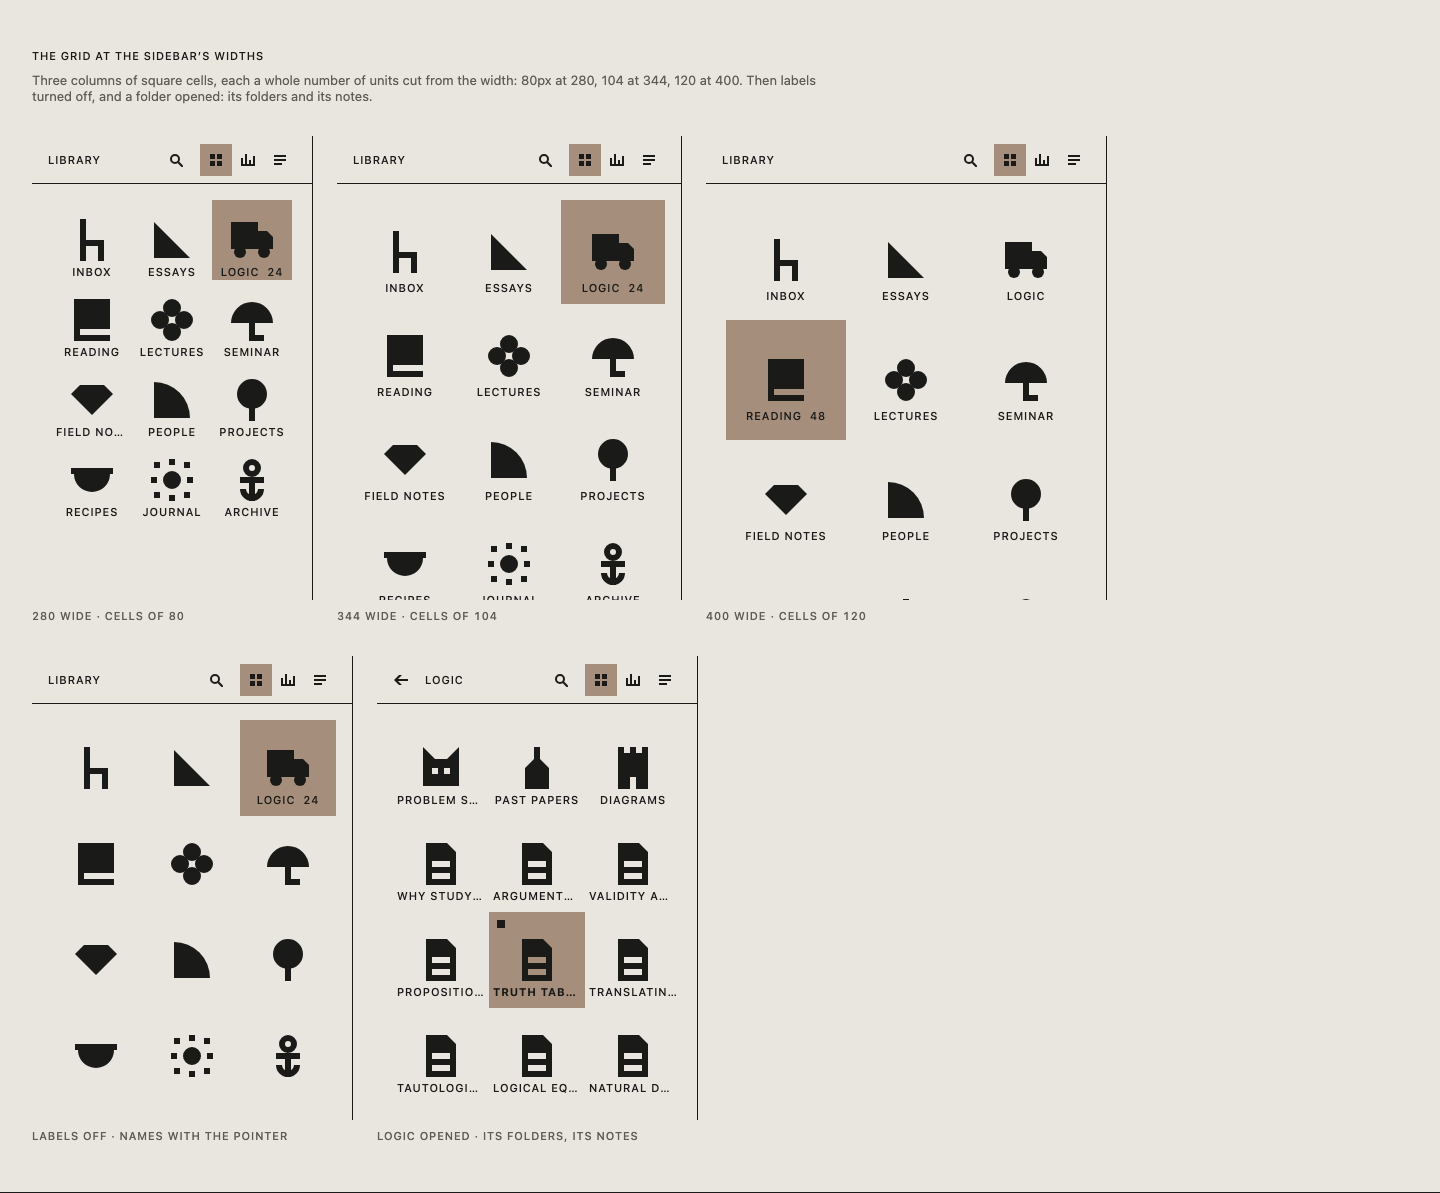 THE GRID AT THE SIDEBAR’S WIDTHS
Three columns of square cells, each a whole number of units cut from the width: 80px at 280, 104 at 344, 120 at 400. Then labels
turned off, and a folder opened: its folders and its notes.
LIBRARY
INBOX ESSAYS LOGIC 24
READING LECTURES SEMINAR
FIELD NO… PEOPLE PROJECTS
RECIPES JOURNAL ARCHIVE
280 WIDE · CELLS OF 80
LIBRARY
INBOX ESSAYS LOGIC 24
READING LECTURES SEMINAR
FIELD NOTES PEOPLE PROJECTS
RECIPES JOURNAL ARCHIVE
344 WIDE · CELLS OF 104
LIBRARY
INBOX ESSAYS LOGIC
READING 48 LECTURES SEMINAR
FIELD NOTES PEOPLE PROJECTS
400 WIDE · CELLS OF 120
LIBRARY
LOGIC 24
LABELS OFF · NAMES WITH THE POINTER
LOGIC
PROBLEM S… PAST PAPERS DIAGRAMS
WHY STUDY… ARGUMENT… VALIDITY A…
PROPOSITIO… TRUTH TAB… TRANSLATIN…
TAUTOLOGI… LOGICAL EQ… NATURAL D…
LOGIC OPENED · ITS FOLDERS, ITS NOTES